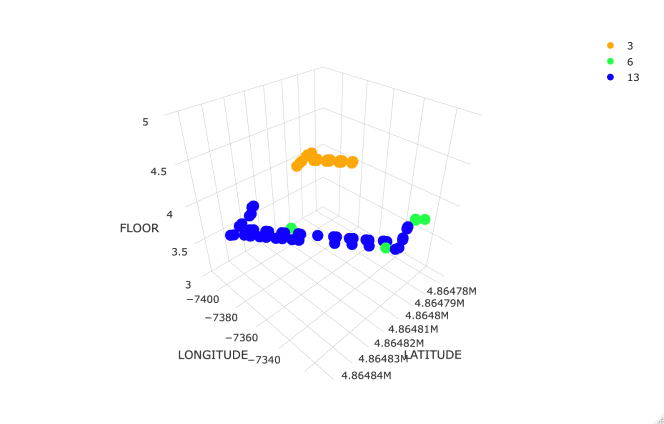 3
6
13
5
4.5
4
3.5
3
FLOOR
−7400
−7380
−7360
−7340
LONGITUDE
4.86478M
4.86479M
4.8648M
4.86481M
4.86482M
4.86483M
4.86484M
LATITUDE